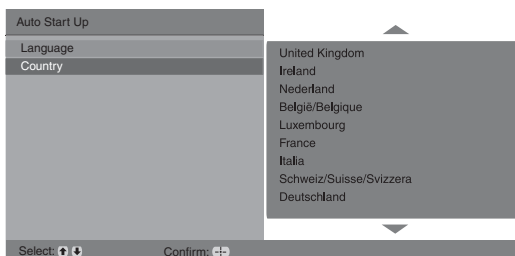 Auto Start Up
Language
Country
United Kingdom
Ireland
Nederland
België/Belgique
Luxembourg
France
Italia
Schweiz/Suisse/Svizzera
Deutschland
Select: Confirm: